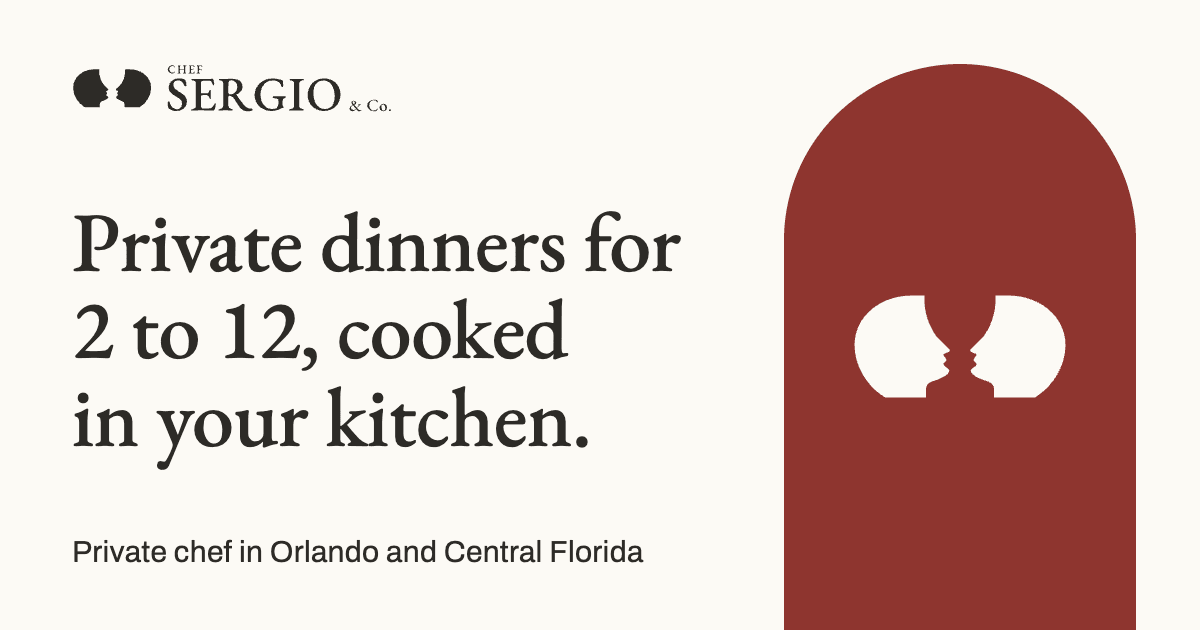 CHEF
SERGIO & Co.
Private dinners for
2 to 12, cooked
in your kitchen.
Private chef in Orlando and Central Florida